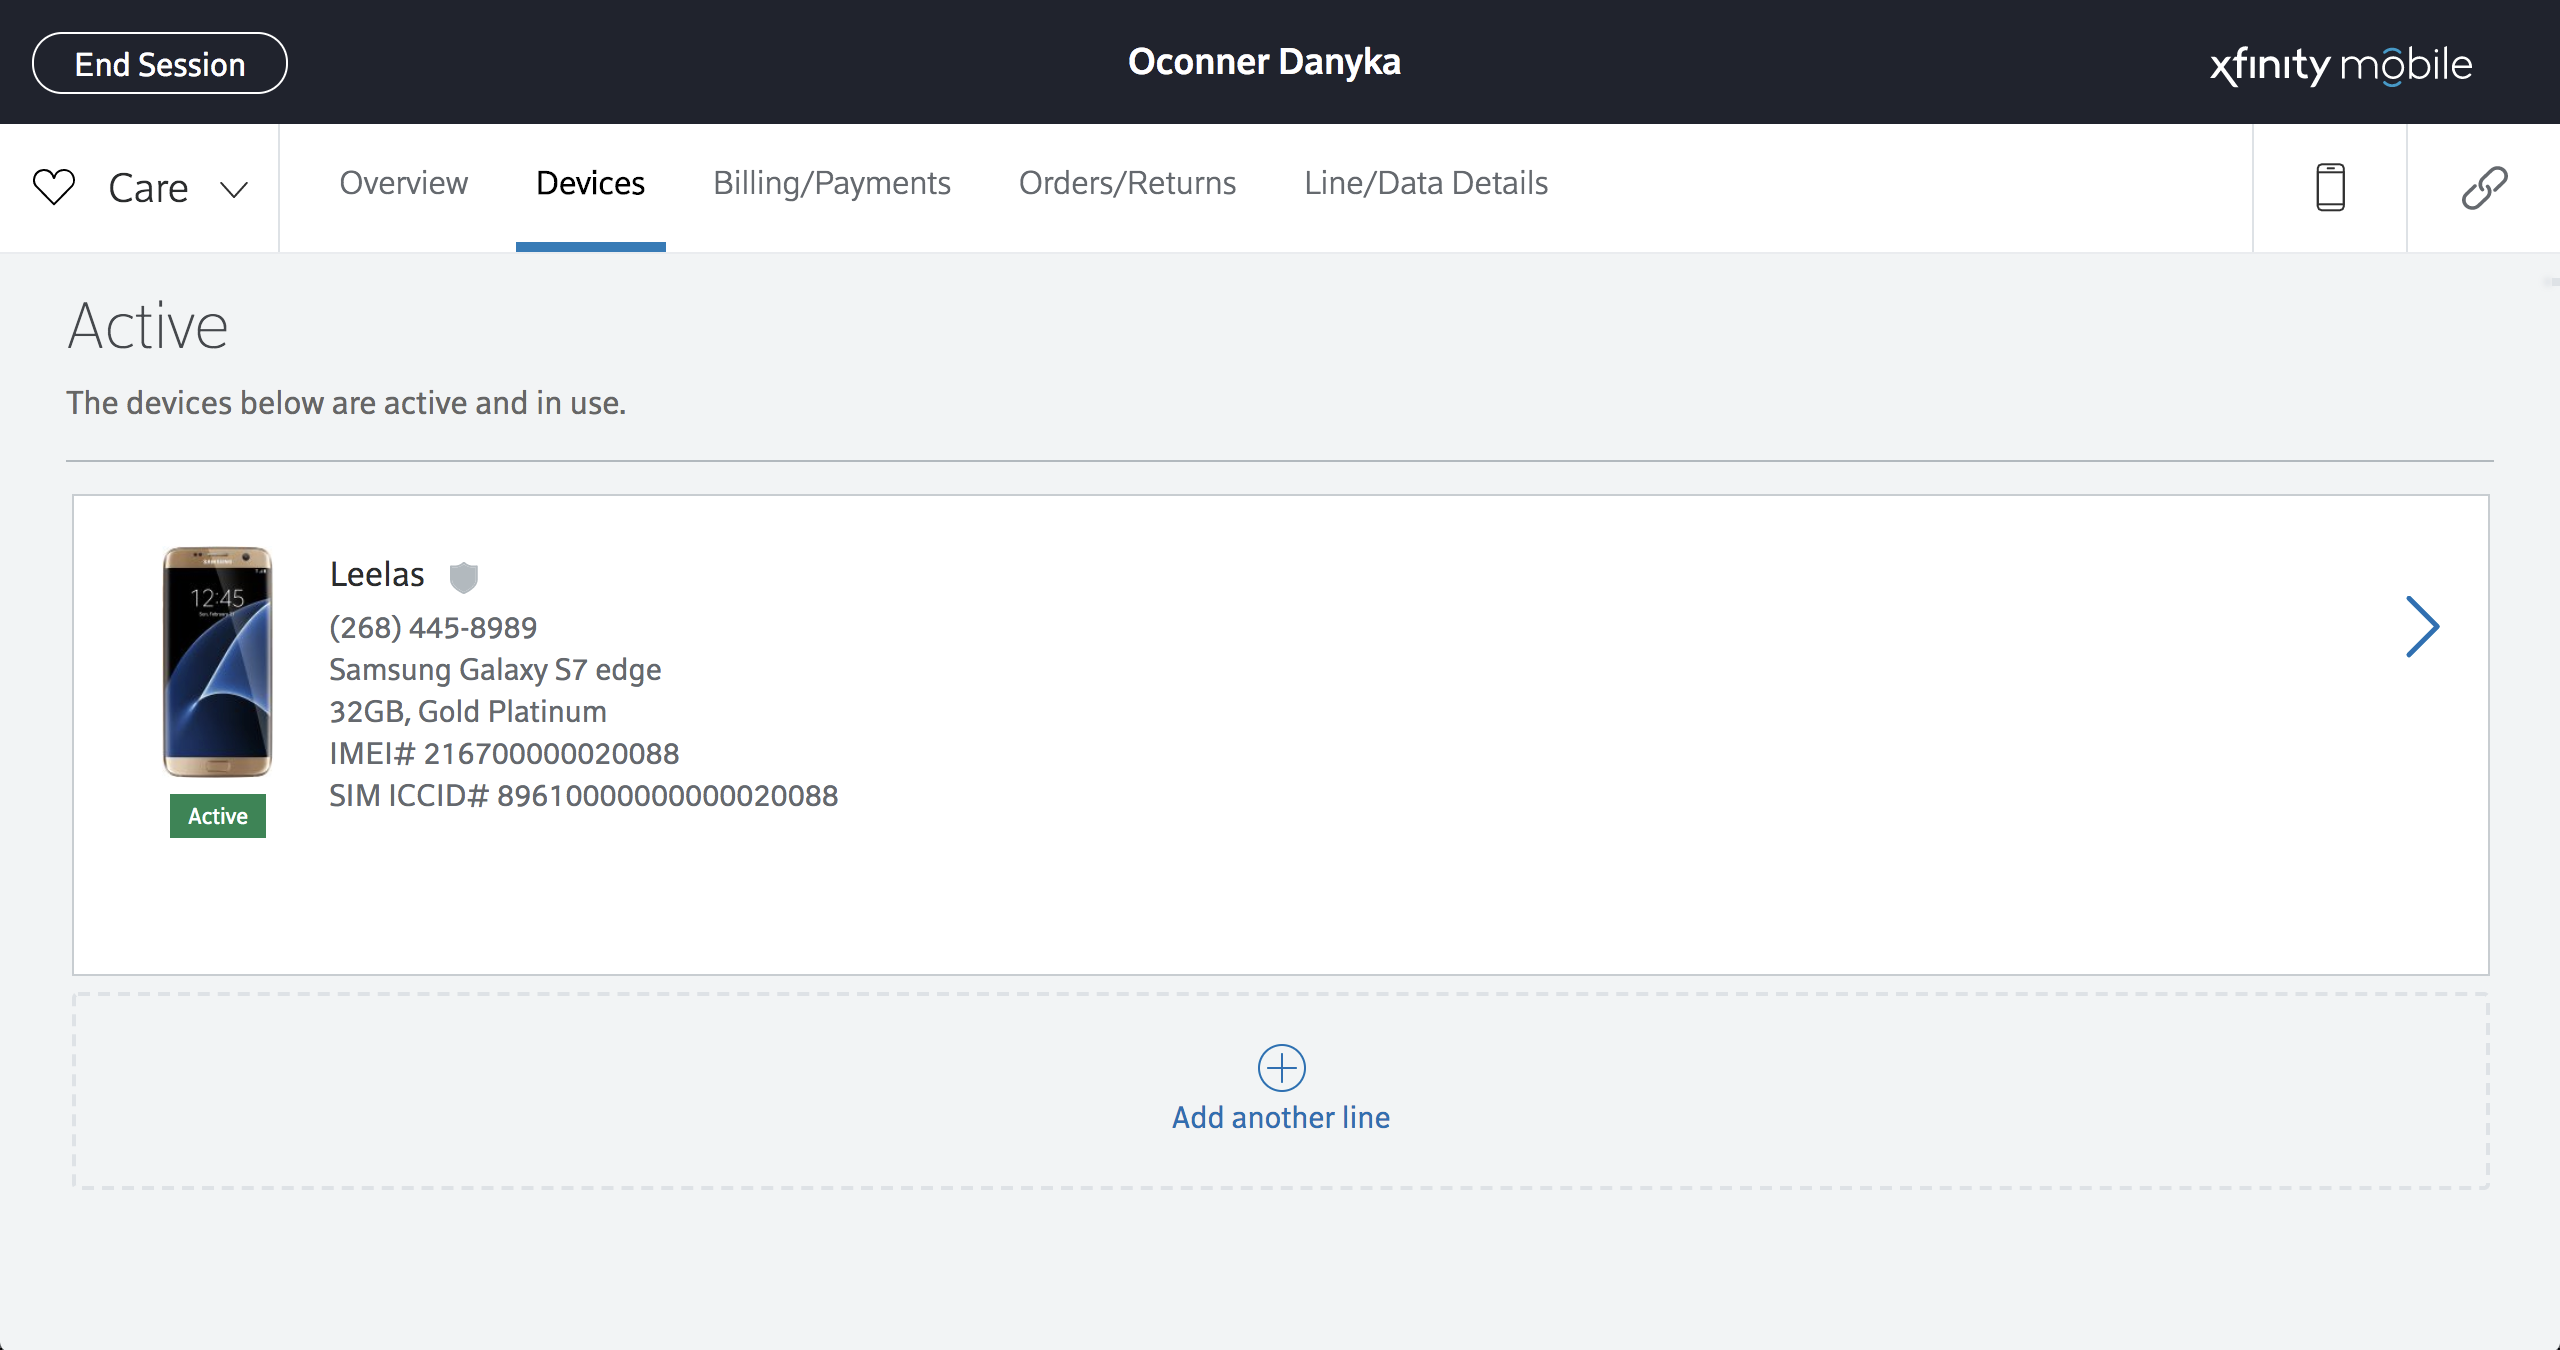 End Session
Oconner Danyka
xfinity mobile
Care
Overview
Devices
Billing/Payments
Orders/Returns
Line/Data Details
Active
The devices below are active and in use.
SAMSUNG
12:45
Leelas
(268) 445-8989
Samsung Galaxy S7 edge
32GB, Gold Platinum
IMEI# 216700000020088
SIM ICCID# 89610000000000020088
Active
Add another line